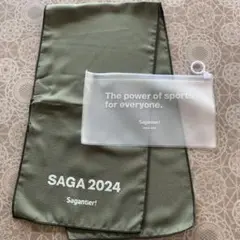 The power of sports
for everyone.
Sagantier!
SAGA 2024
Sagantier!